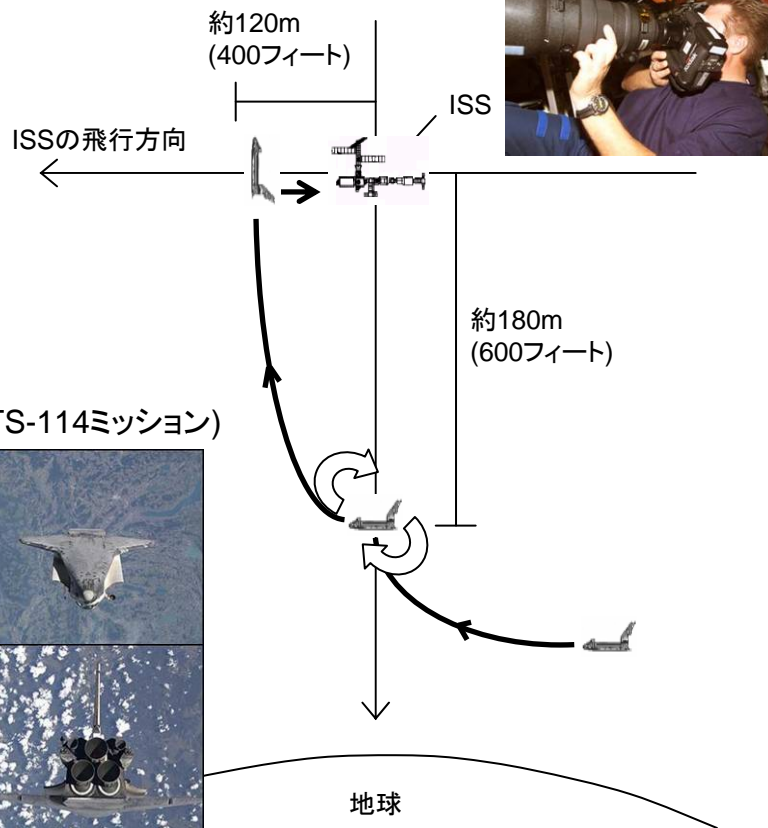 約120m
(400フィート)
ISS
ISSの飛行方向
約180m
(600フィート)
TS-114ミッション)
地球